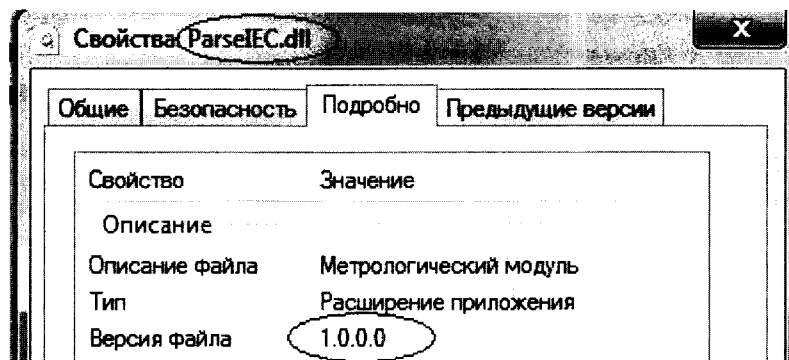 Свойства: ParseIEC.dll
X
Общие Безопасность Подробно Предыдущие версии
Свойство Значение
Описание
Описание файла Метрологический модуль
Тип Расширение приложения
Версия файла 1.0.0.0